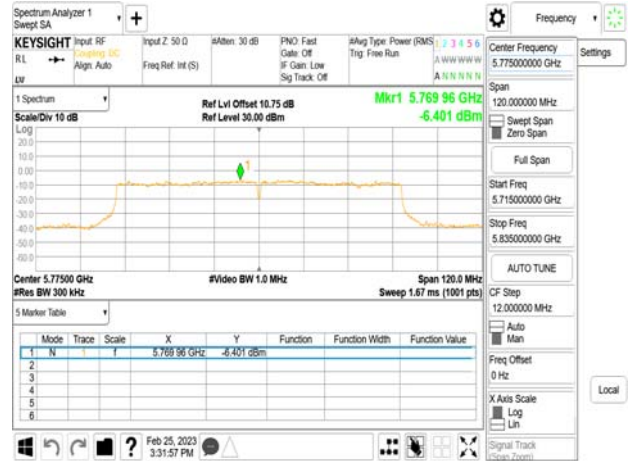 Spectrum Analyzer 1
Swept SA
+
Frequency
KEYSIGHT
Input: RF
Input Z: 50 Ω
#Atten: 30 dB
PNO: Fast
#Avg Type: Power (RMS
1 2 3 4 5 6
RL
Coupling: DC
Gate: Off
Trig: Free Run
A W W W W W
Align: Auto
Freq Ref: Int (S)
IF Gain: Low
Sig Track: Off
A N N N N N
1 Spectrum
Ref Lvl Offset 10.75 dB
Mkr1 5.769 96 GHz
Scale/Div 10 dB
Ref Level 30.00 dBm
-6.401 dBm
Log
20.0
10.0
0.00
-10.0
-20.0
-30.0
-40.0
-50.0
-60.0
1
Center 5.77500 GHz
#Video BW 1.0 MHz
Span 120.0 MHz
#Res BW 300 kHz
Sweep 1.67 ms (1001 pts)
5 Marker Table
Mode Trace Scale X Y Function Function Width Function Value
1 N 1 f 5.769 96 GHz -6.401 dBm
2
3
4
5
6
Feb 25, 2023
3:31:57 PM
Center Frequency
5.775000000 GHz
Settings
Span
120.000000 MHz
Swept Span
Zero Span
Full Span
Start Freq
5.715000000 GHz
Stop Freq
5.835000000 GHz
AUTO TUNE
CF Step
12.000000 MHz
Auto
Man
Freq Offset
0 Hz
X Axis Scale
Log
Lin
Local
Signal Track
(Span Zoom)